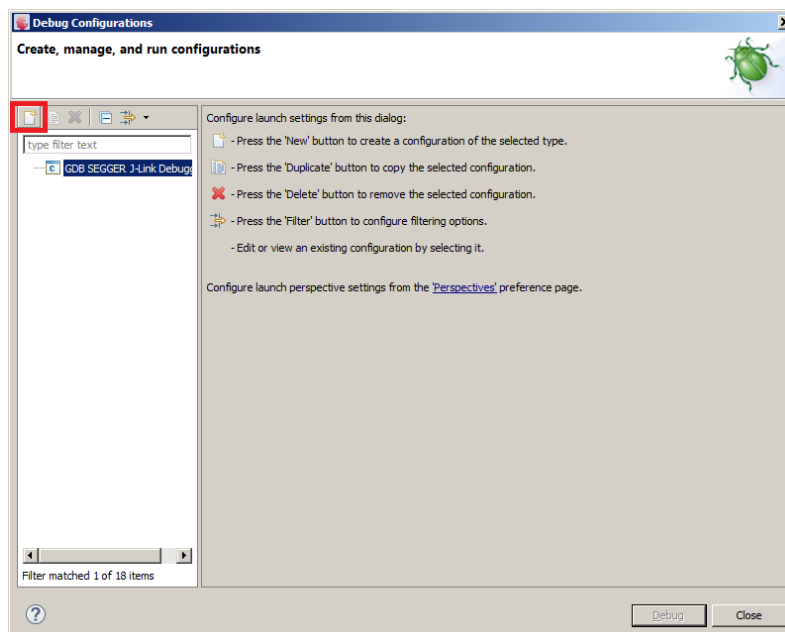 Debug Configurations
Create, manage, and run configurations
type filter text
GDB SEGGER J-Link
Configure launch settings from this dialog:
- Press the 'New' button to create a configuration of the selected type.
- Press the 'Duplicate' button to copy the selected configuration.
- Press the 'Delete' button to remove the selected configuration.
- Press the 'Filter' button to configure filtering options.
- Edit or view an existing configuration by selecting it.
Configure launch perspective settings from the 'Perspectives' preference page.
Filter matched 1 of 18 items
Debug
Close